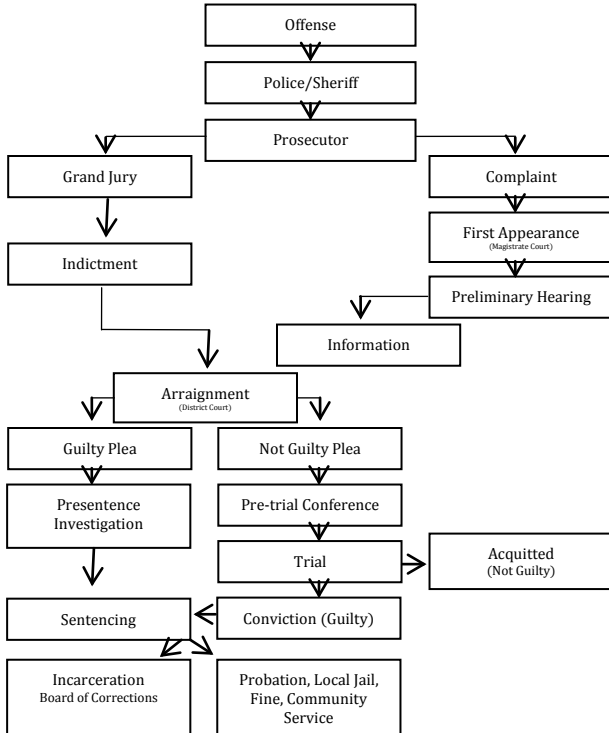 Offense
Police/Sheriff
Prosecutor
Grand Jury
Complaint
First Appearance
(Magistrate Court)
Indictment
Preliminary Hearing
Information
Arraignment
(District Court)
Guilty Plea
Not Guilty Plea
Presentence
Investigation
Pre-trial Conference
Trial
Acquitted
(Not Guilty)
Sentencing
Conviction (Guilty)
Incarceration
Board of Corrections
Probation, Local Jail,
Fine, Community
Service